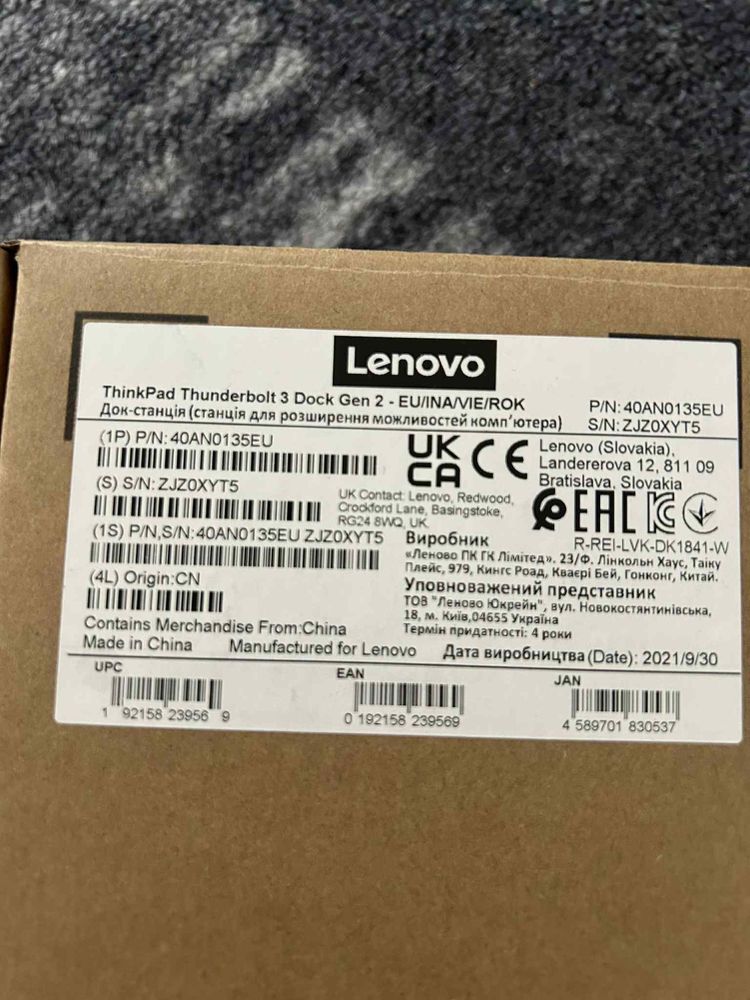 Lenovo
ThinkPad Thunderbolt 3 Dock Gen 2 - EU/INA/VIE/ROK
Док-станція (станція для розширення можливостей комп'ютера)
P/N: 40AN0135EU
S/N: ZJZ0XYT5
(1P) P/N: 40AN0135EU
(S) S/N: ZJZ0XYT5
(1S) P/N,S/N: 40AN0135EU ZJZ0XYT5
(4L) Origin:CN
Contains Merchandise From:China
Made in China
Manufactured for Lenovo
UK
CA
CE
Lenovo (Slovakia),
Landererova 12, 811 09
Bratislava, Slovakia
UK Contact: Lenovo, Redwood,
Crockford Lane, Basingstoke,
RG24 8WQ, UK.
EAC
R-REI-LVK-DK1841-W
Виробник
«Леново ПК ГК Лімітед». 23/Ф. Лінкольн Хаус, Тайку
Плейс, 979, Кингс Роад, Кваєрі Бей, Гонконг, Китай.
Уповноважений представник
ТОВ "Леново Юкрейн", вул. Новокостянтинівська,
18, м. Київ,04655 Україна
Термін придатності: 4 роки
Дата виробництва (Date): 2021/9/30
UPC
1 92158 23956 9
EAN
0 192158 239569
JAN
4 589701 830537